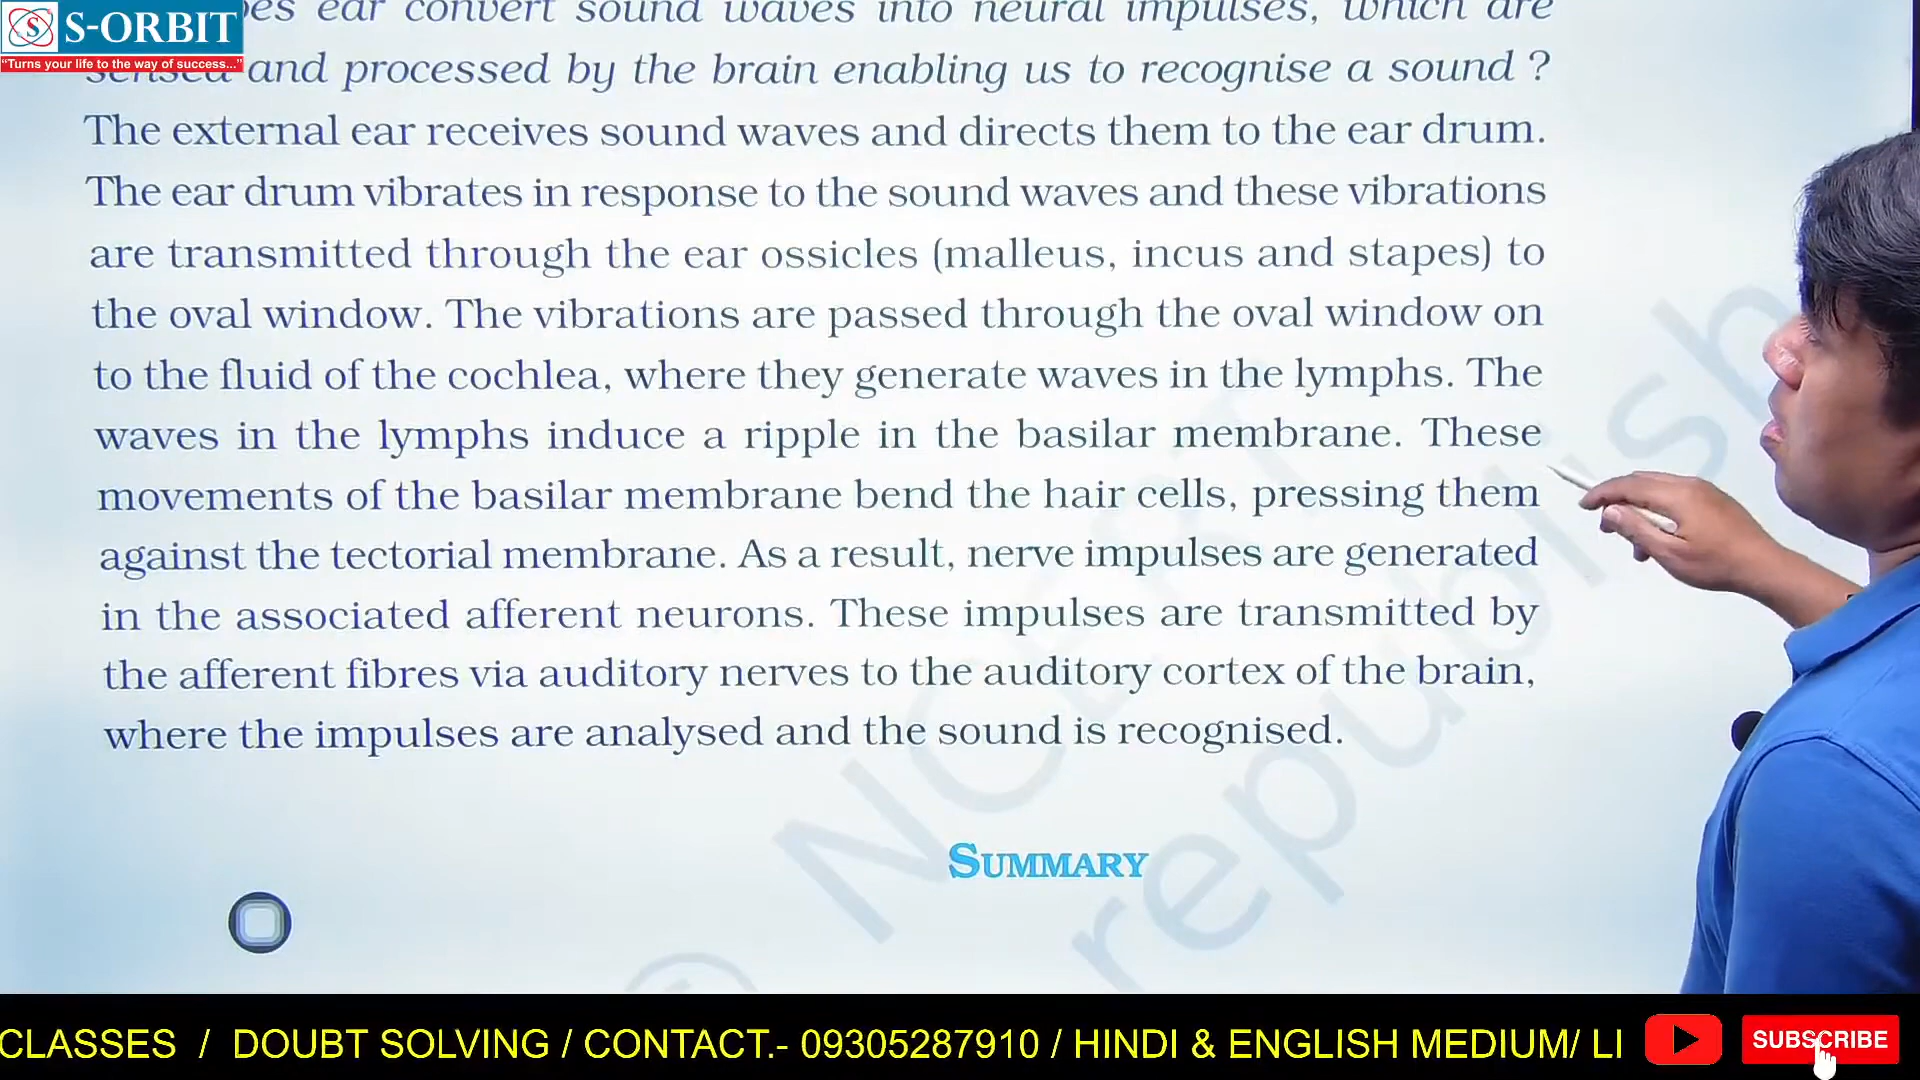 S
S-ORBIT
"Turns your life to the way of success..."
es ear convert sound waves into neural impulses, which are
sensed and processed by the brain enabling us to recognise a sound ?
The external ear receives sound waves and directs them to the ear drum.
The ear drum vibrates in response to the sound waves and these vibrations
are transmitted through the ear ossicles (malleus, incus and stapes) to
the oval window. The vibrations are passed through the oval window on
to the fluid of the cochlea, where they generate waves in the lymphs. The
waves in the lymphs induce a ripple in the basilar membrane. These
movements of the basilar membrane bend the hair cells, pressing them
against the tectorial membrane. As a result, nerve impulses are generated
in the associated afferent neurons. These impulses are transmitted by
the afferent fibres via auditory nerves to the auditory cortex of the brain,
where the impulses are analysed and the sound is recognised.
SUMMARY
© NCERT
republish
CLASSES / DOUBT SOLVING / CONTACT.- 09305287910 / HINDI & ENGLISH MEDIUM/ LI
SUBSCRIBE